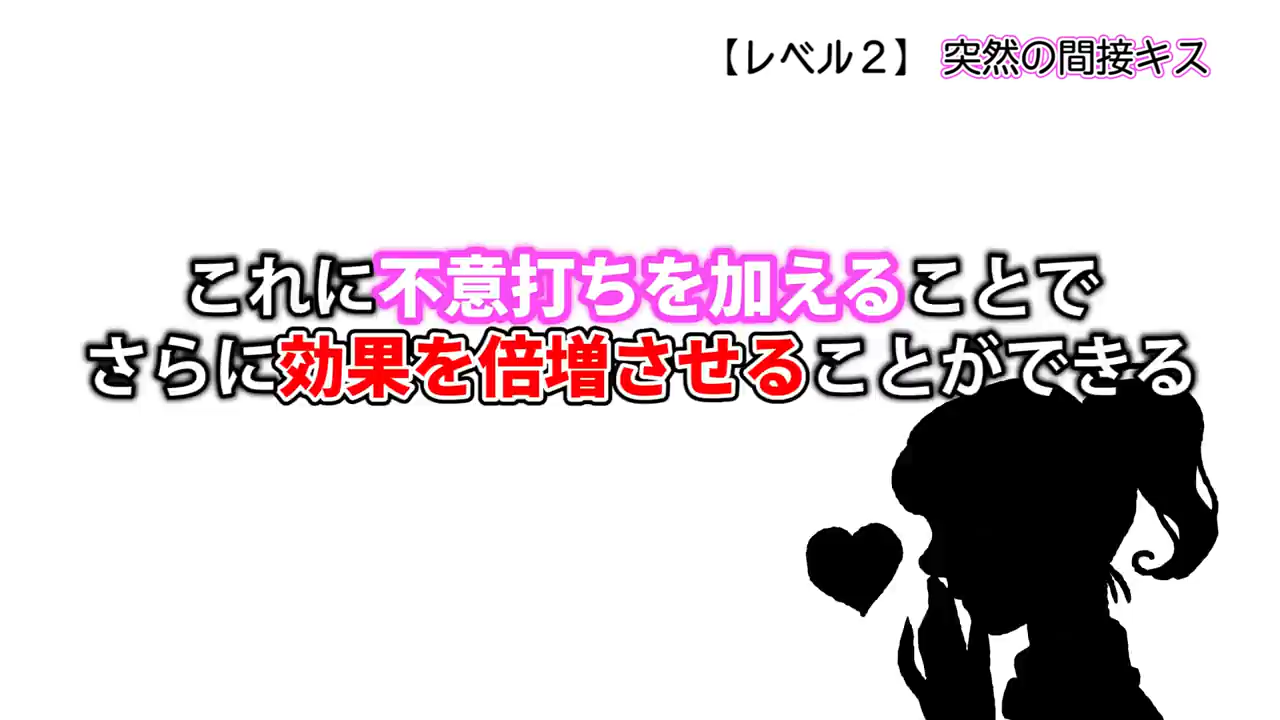 【レベル２】 突然の間接キス
これに不意打ちを加えることで
さらに効果を倍増させることができる